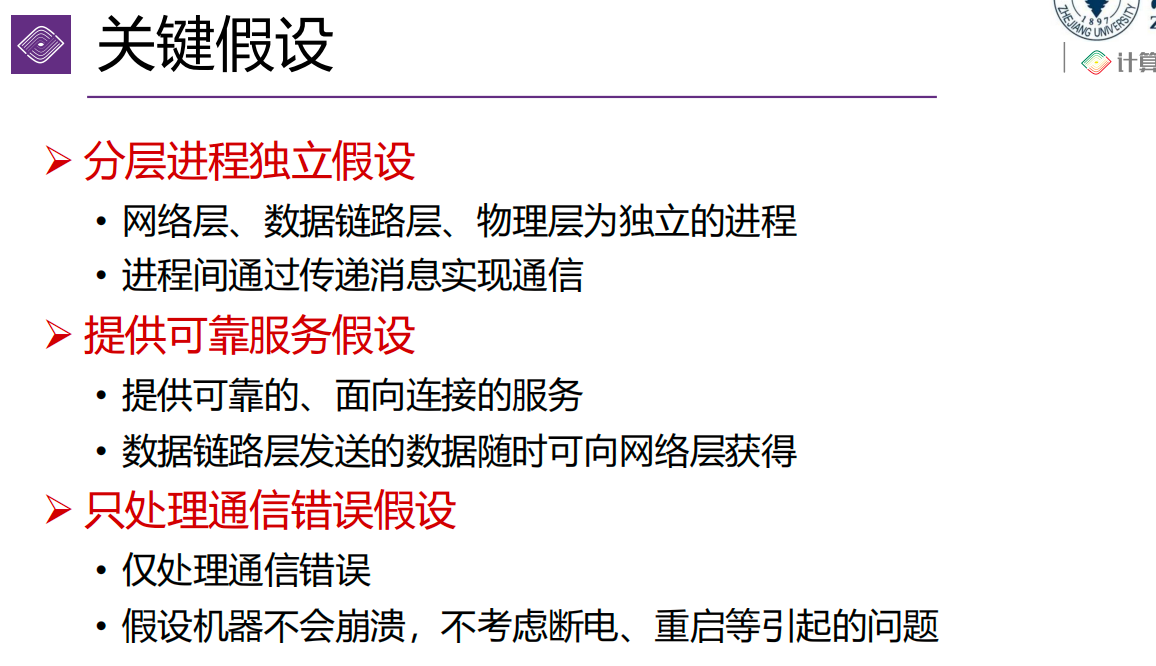 关键假设
ZHEJIANG UNIVERSITY
1897
计算
➢ 分层进程独立假设
• 网络层、数据链路层、物理层为独立的进程
• 进程间通过传递消息实现通信
➢ 提供可靠服务假设
• 提供可靠的、面向连接的服务
• 数据链路层发送的数据随时可向网络层获得
➢ 只处理通信错误假设
• 仅处理通信错误
• 假设机器不会崩溃，不考虑断电、重启等引起的问题